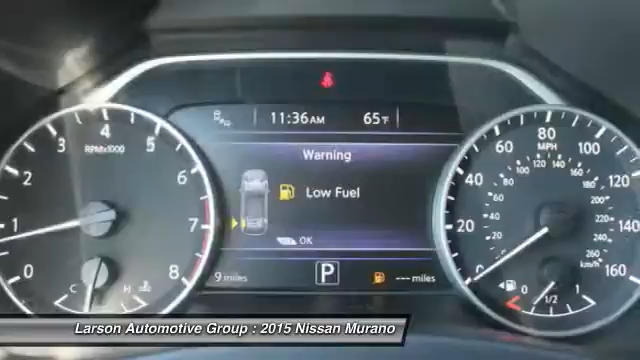 11:36AM 65°F
Warning
Low Fuel
OK
9 miles P --- miles
0 1 2 3 4 5 6 7 8
RPMx1000
C H
0 20 40 60 80 100 120 140 160
MPH
20 40 60 80 100 120 140 160 180 200 220 240 260
km/h
0 1/2 1
Larson Automotive Group : 2015 Nissan Murano